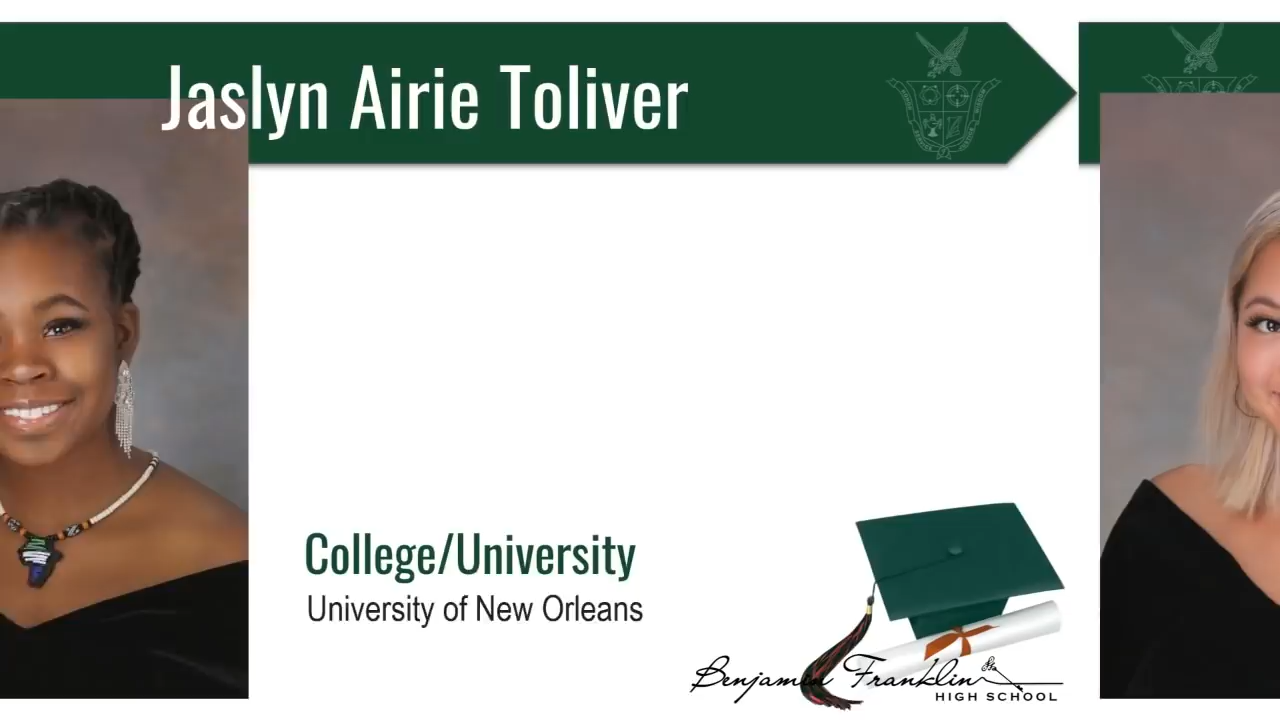 Jaslyn Airie Toliver
College/University
University of New Orleans
Benjamin Franklin
HIGH SCHOOL